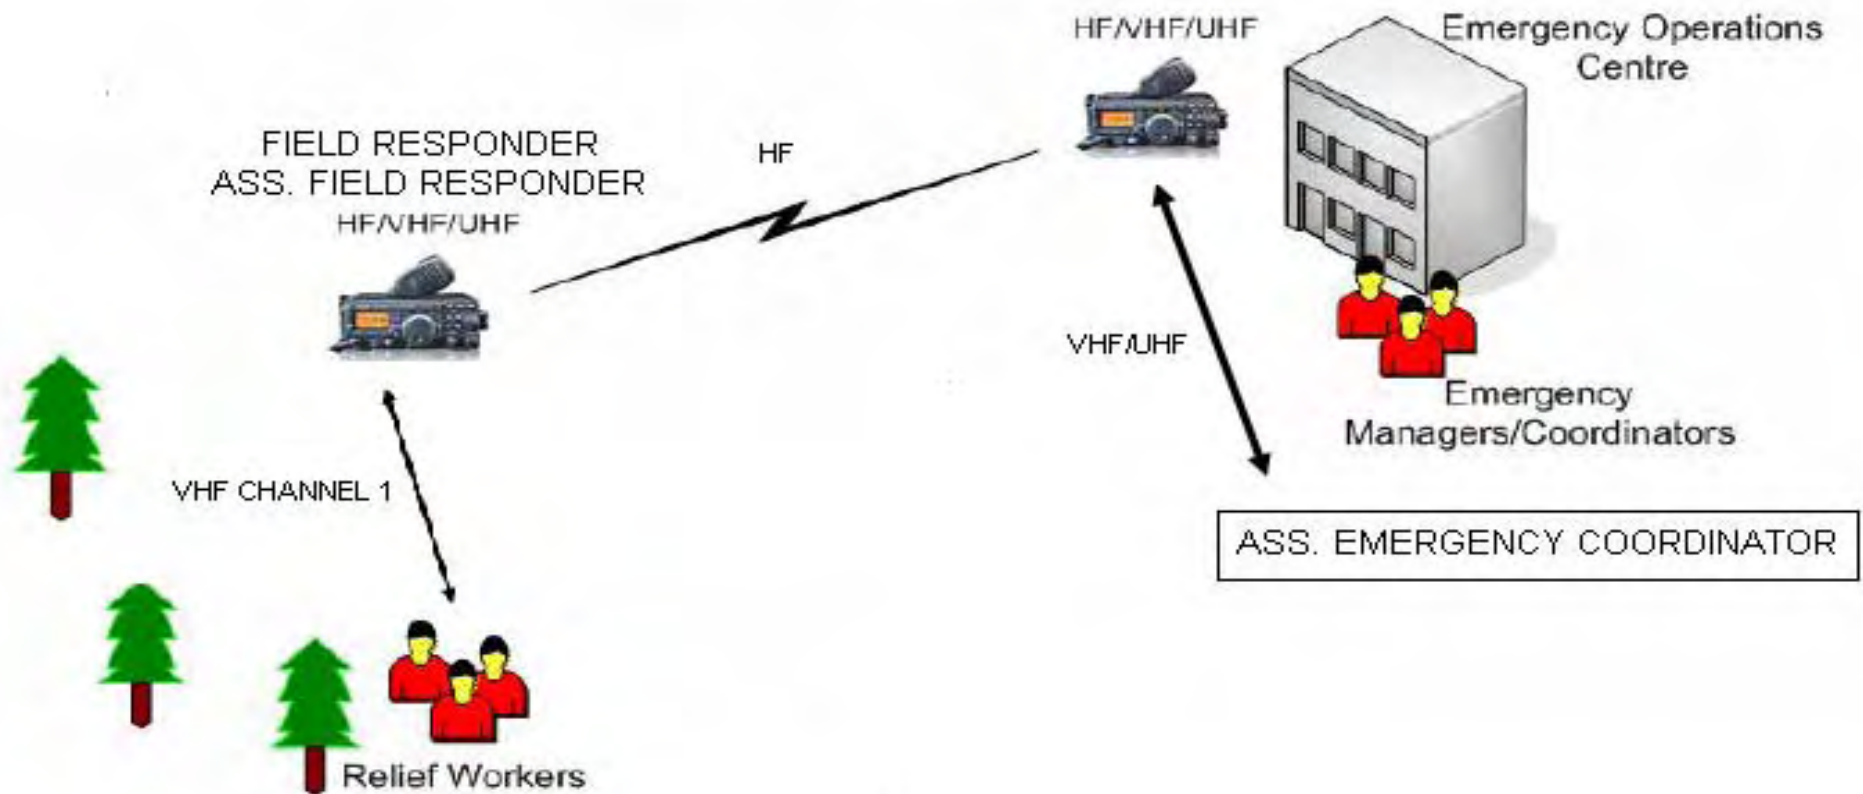 HF/VHF/UHF
Emergency Operations
Centre
FIELD RESPONDER
ASS. FIELD RESPONDER
HF/VHF/UHF
HF
VHF/UHF
Emergency
Managers/Coordinators
VHF CHANNEL 1
ASS. EMERGENCY COORDINATOR
Relief Workers